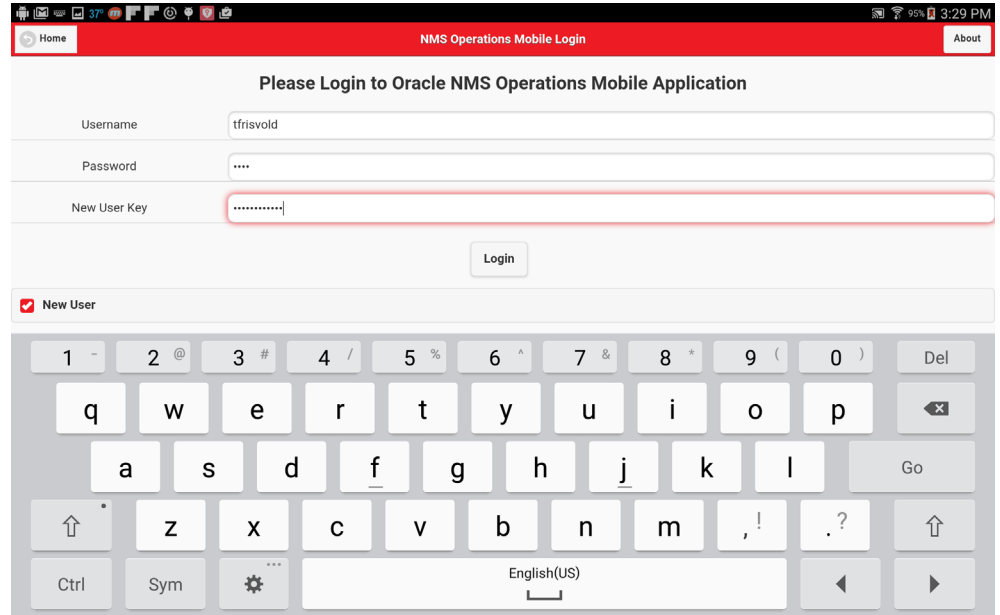 37° 95% 3:29 PM
Home NMS Operations Mobile Login About
Please Login to Oracle NMS Operations Mobile Application
Username tfrisvold
Password ••••
New User Key ••••••••••••
Login
New User
1 - 2 @ 3 # 4 / 5 % 6 ^ 7 & 8 * 9 ( 0 ) Del
q w e r t y u i o p
a s d f g h j k l Go
z x c v b n m , ! . ?
Ctrl Sym English(US)